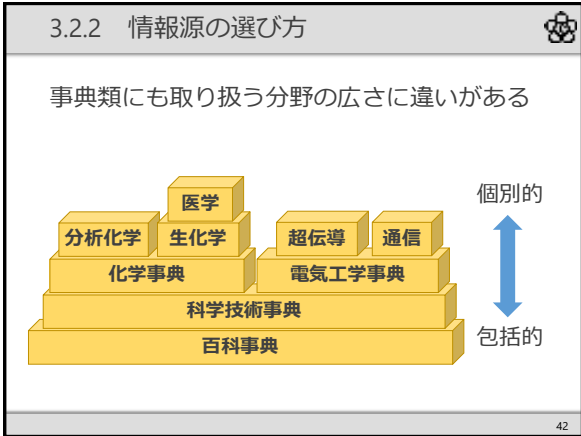 3.2.2 情報源の選び方
事典類にも取り扱う分野の広さに違いがある
医学
分析化学 生化学 超伝導 通信
化学事典 電気工学事典
科学技術事典
百科事典
個別的
包括的
42